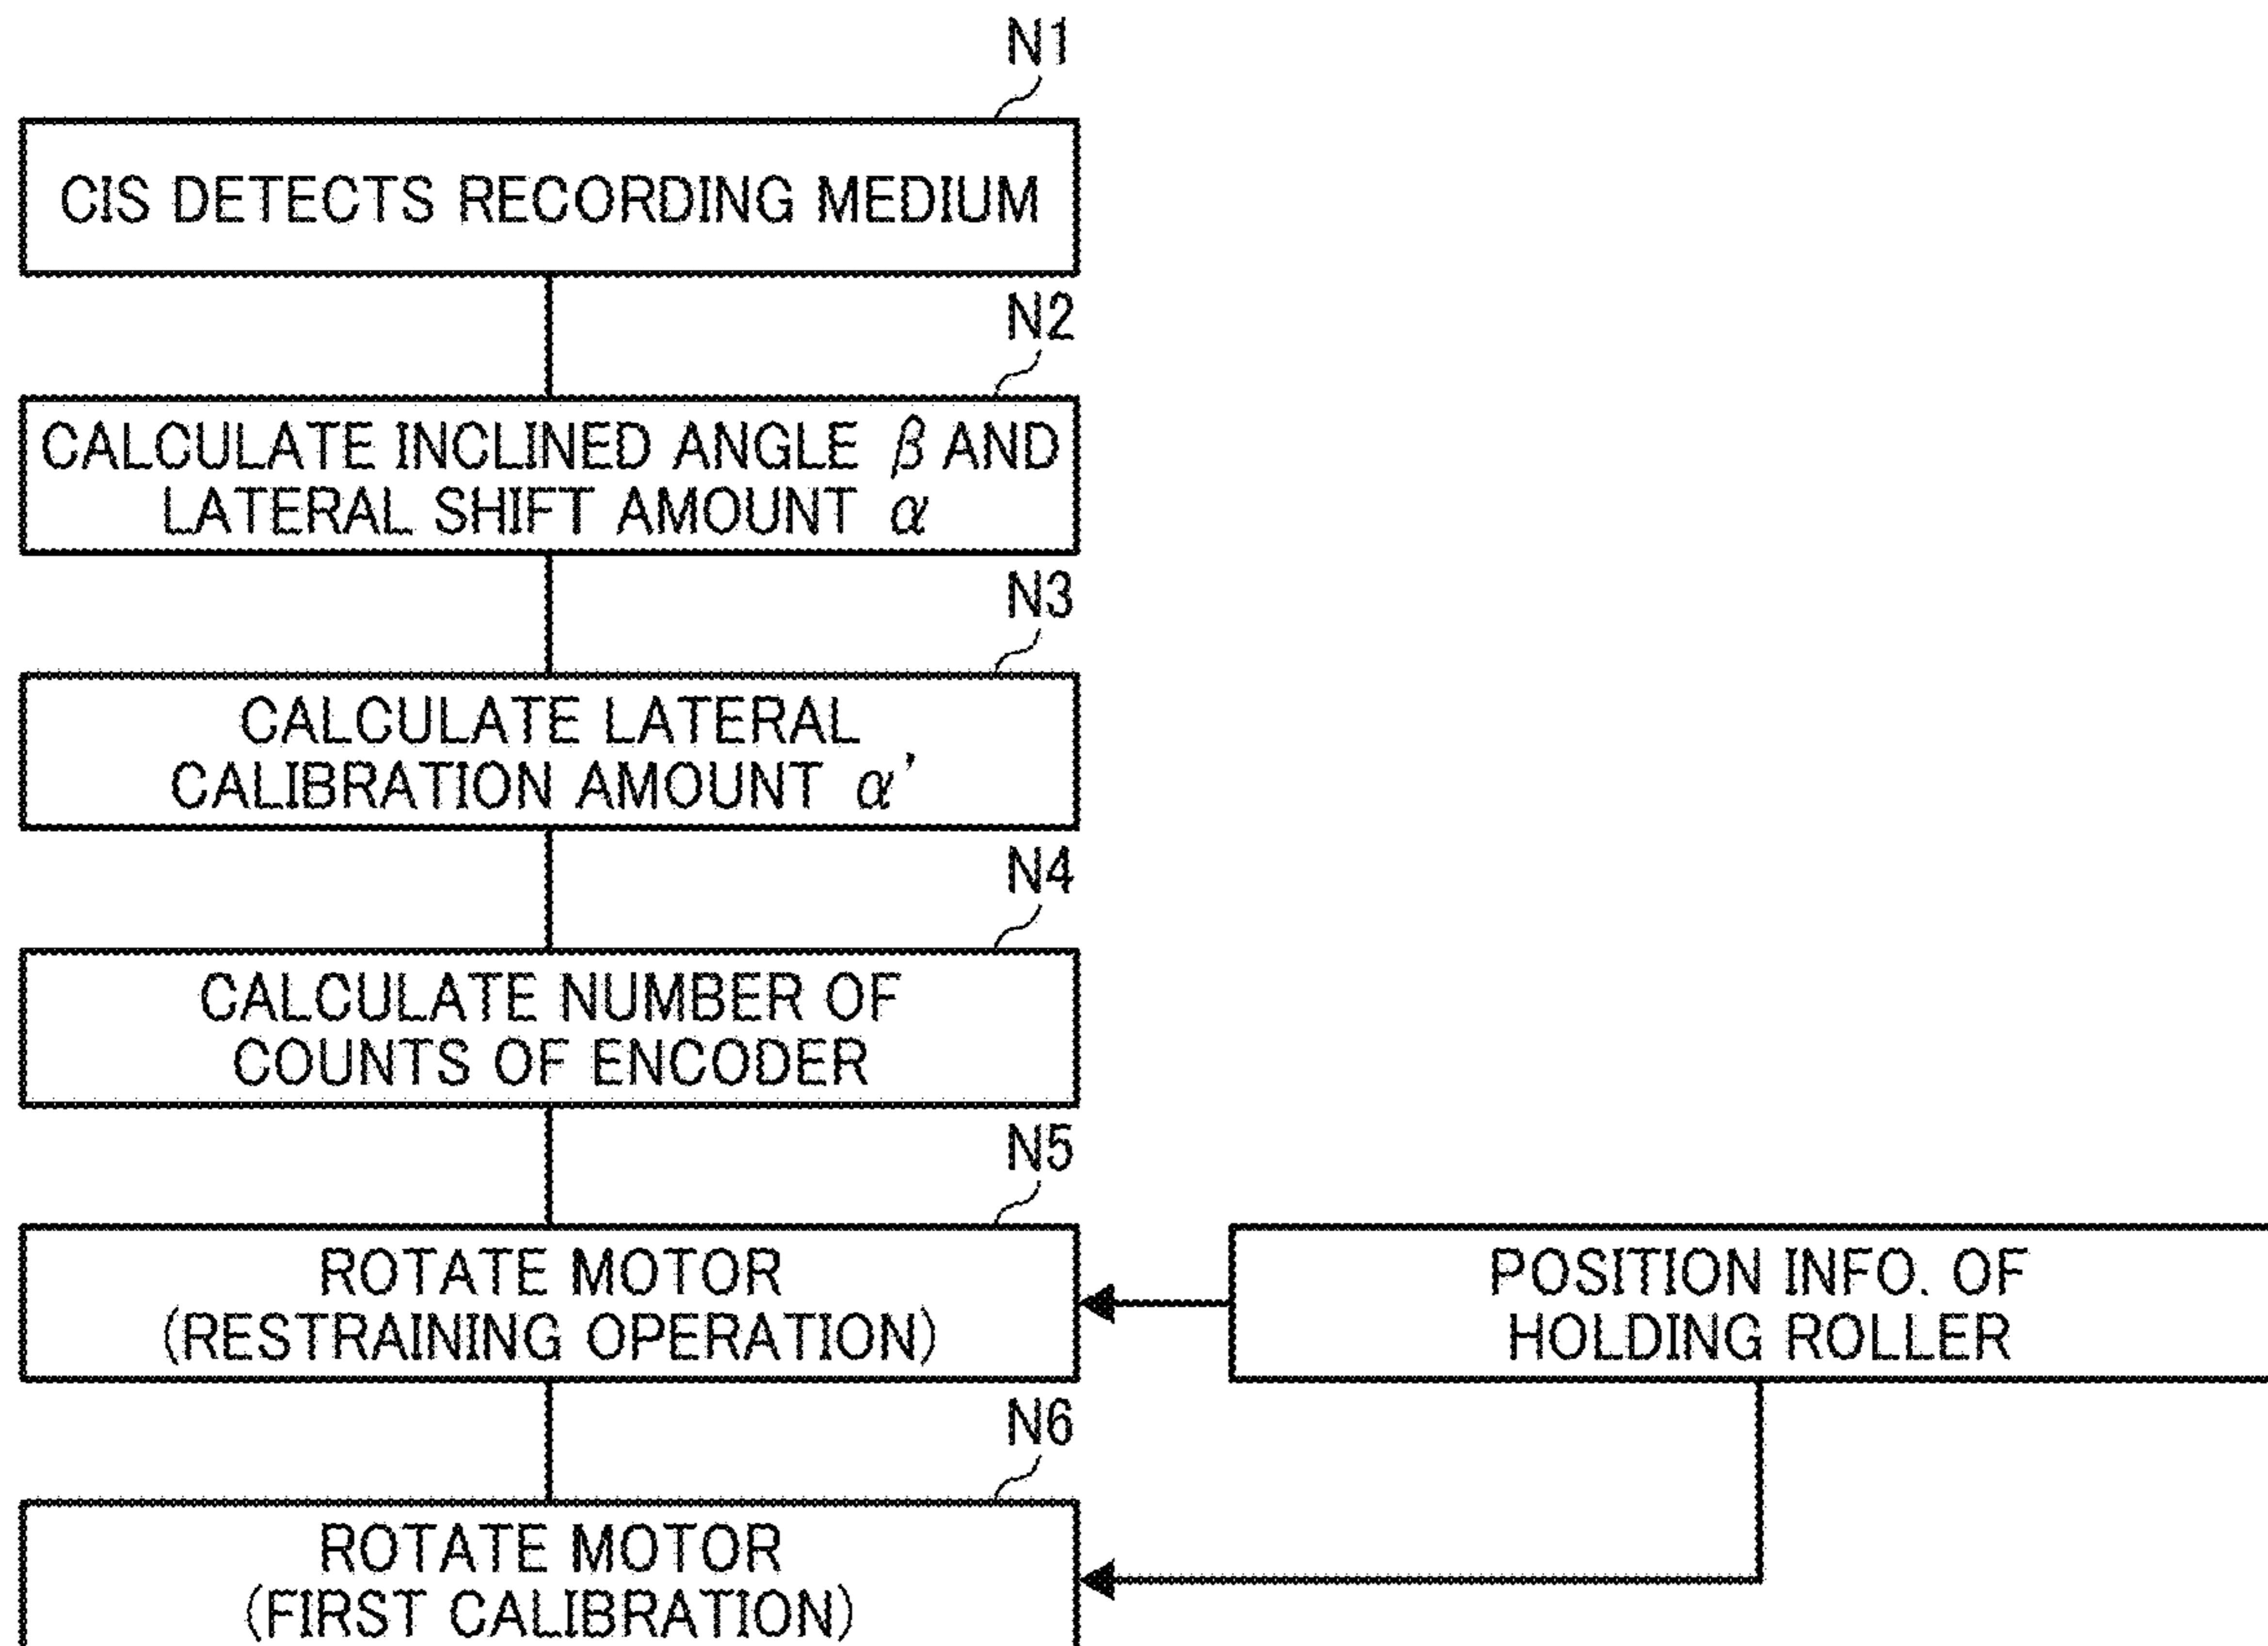 N1
CIS DETECTS RECORDING MEDIUM
N2
CALCULATE INCLINED ANGLE β AND
LATERAL SHIFT AMOUNT α
N3
CALCULATE LATERAL
CALIBRATION AMOUNT α’
N4
CALCULATE NUMBER OF
COUNTS OF ENCODER
N5
ROTATE MOTOR
(RESTRAINING OPERATION)
POSITION INFO. OF
HOLDING ROLLER
N6
ROTATE MOTOR
(FIRST CALIBRATION)